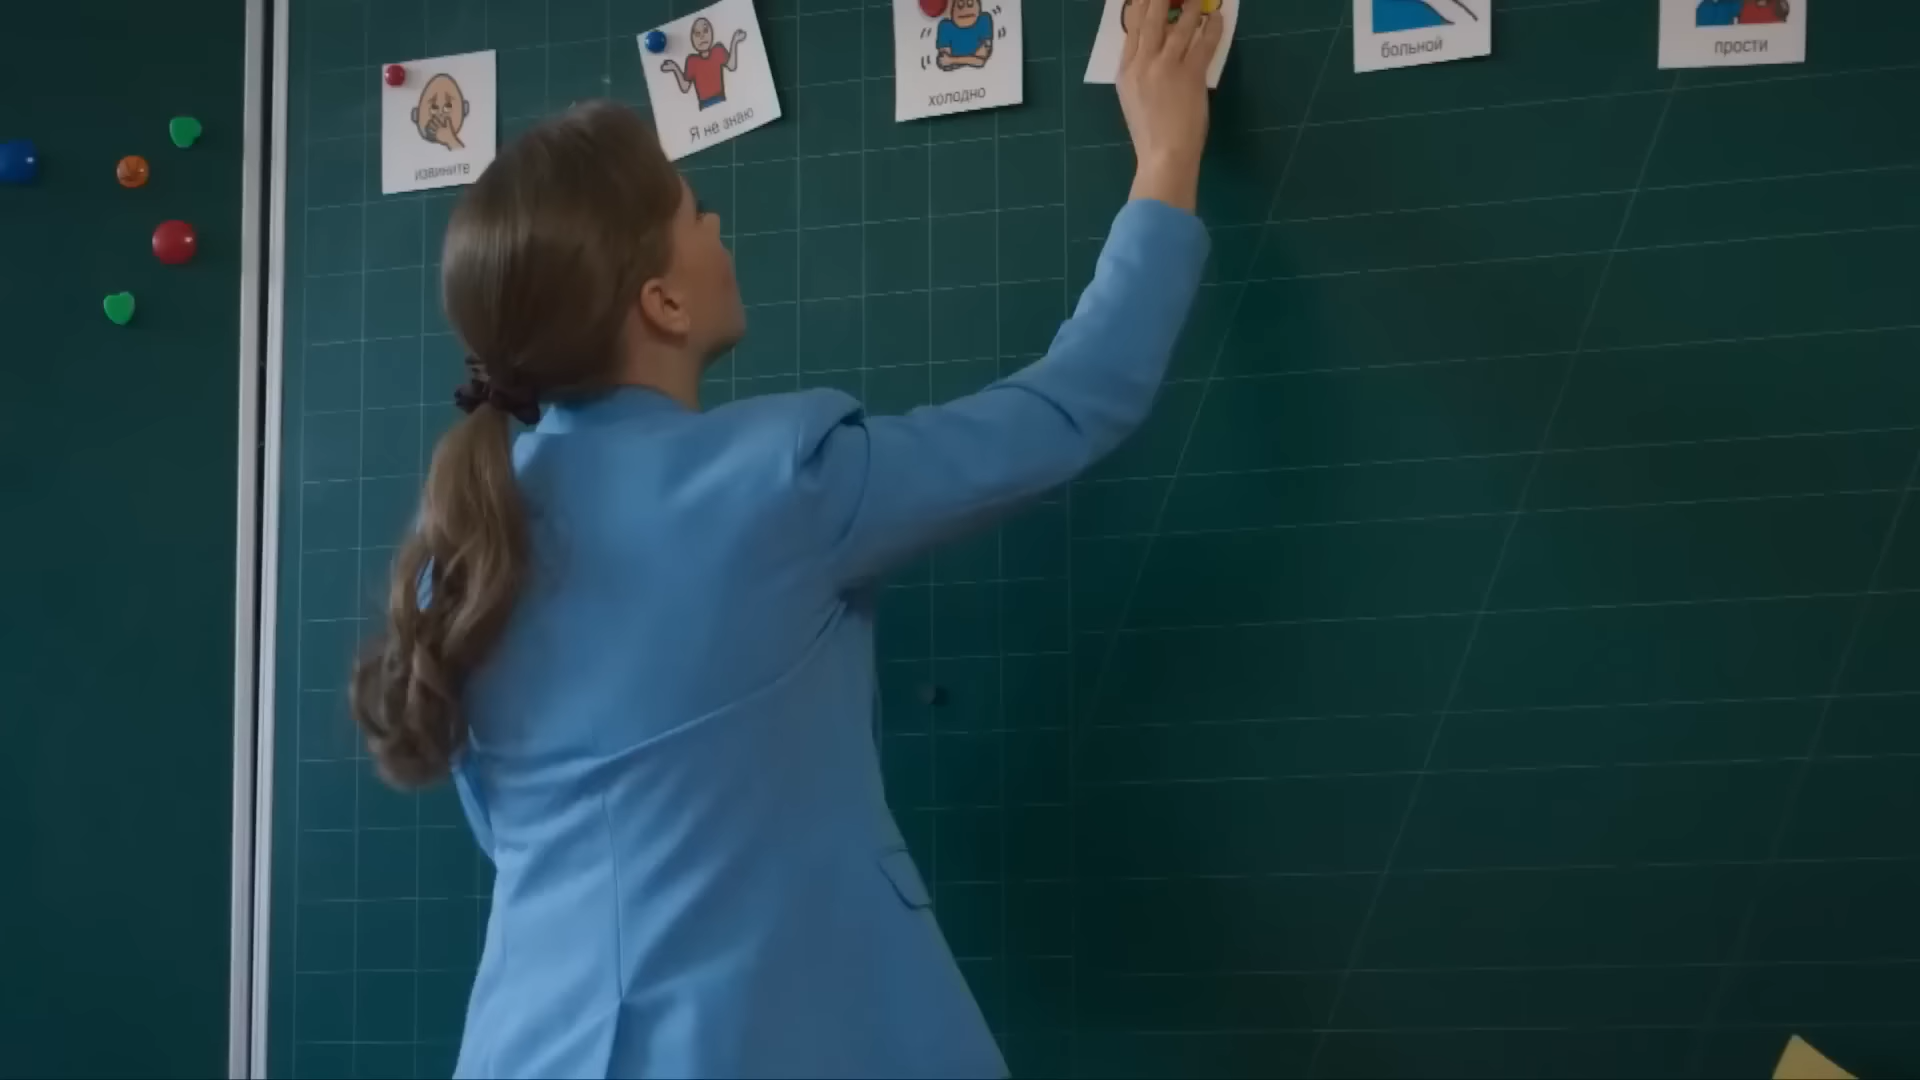 извините
Я не знаю
холодно
больной
прости